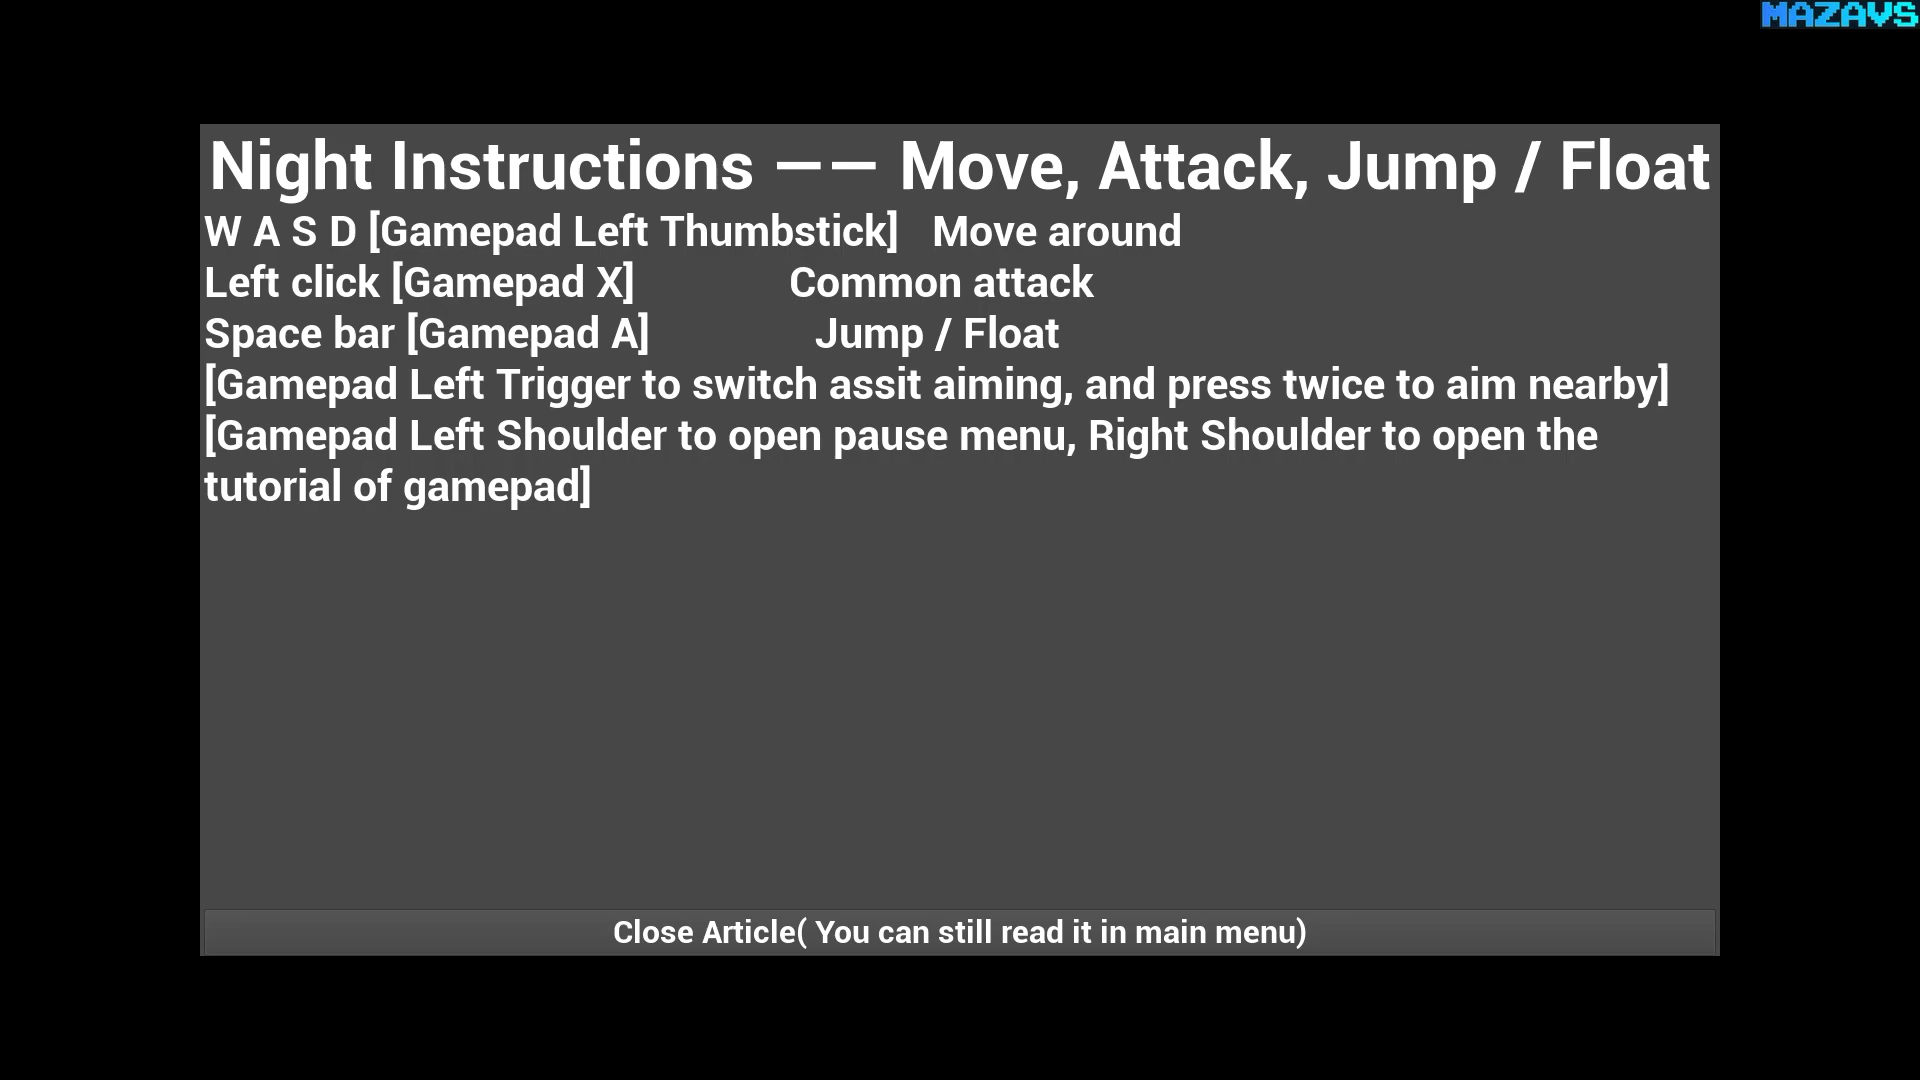 MAZAVS
Night Instructions —— Move, Attack, Jump / Float
W A S D [Gamepad Left Thumbstick]   Move around
Left click [Gamepad X]              Common attack
Space bar [Gamepad A]               Jump / Float
[Gamepad Left Trigger to switch assit aiming, and press twice to aim nearby]
[Gamepad Left Shoulder to open pause menu, Right Shoulder to open the
tutorial of gamepad]
Close Article( You can still read it in main menu)